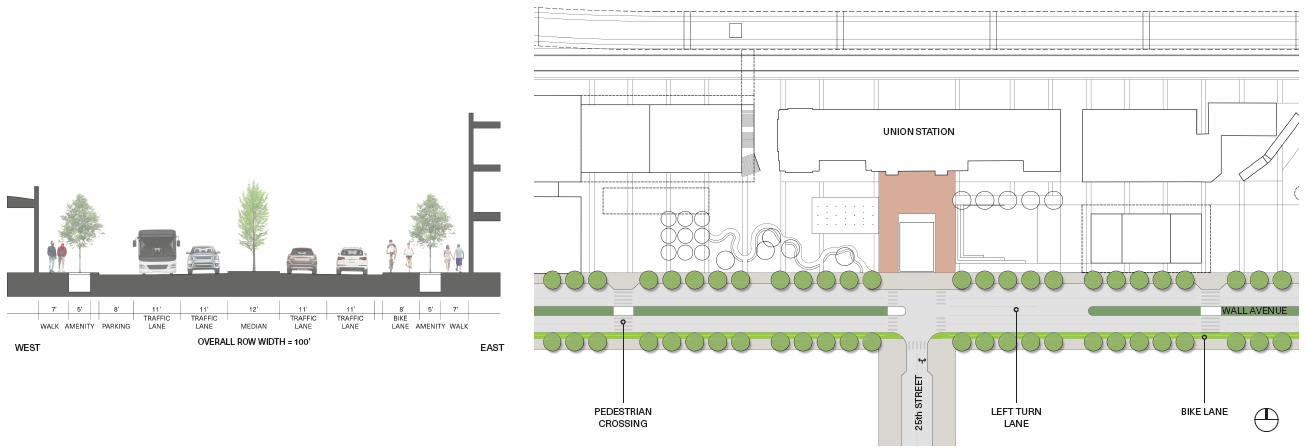 7' 5' 8' 11' 11' 12' 11' 11' 8' 5' 7'
WALK AMENITY PARKING TRAFFIC LANE TRAFFIC LANE MEDIAN TRAFFIC LANE TRAFFIC LANE BIKE LANE AMENITY WALK
OVERALL ROW WIDTH = 100'
WEST
EAST
UNION STATION
WALL AVENUE
25th STREET
PEDESTRIAN
CROSSING
LEFT TURN
LANE
BIKE LANE